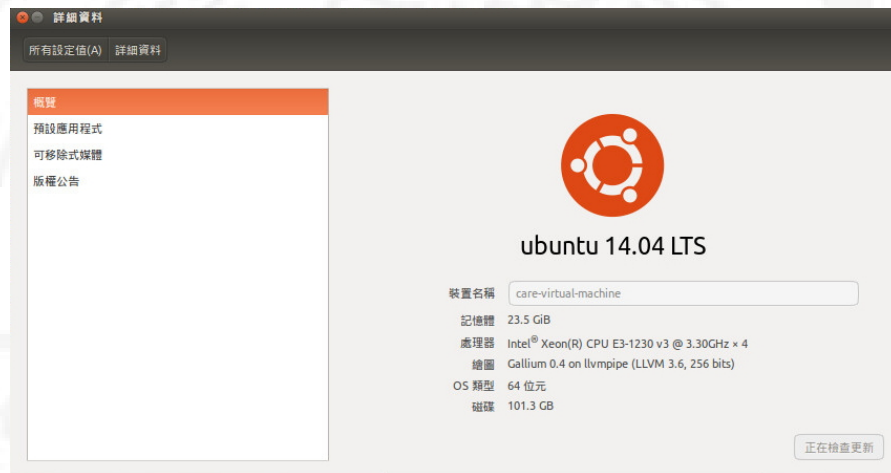 詳細資料
所有設定值(A) 詳細資料
概覽
預設應用程式
可移除式媒體
版權公告
ubuntu 14.04 LTS
裝置名稱 care-virtual-machine
記憶體 23.5 GiB
處理器 Intel® Xeon(R) CPU E3-1230 v3 @ 3.30GHz × 4
繪圖 Gallium 0.4 on llvmpipe (LLVM 3.6, 256 bits)
OS 類型 64 位元
磁碟 101.3 GB
正在檢查更新